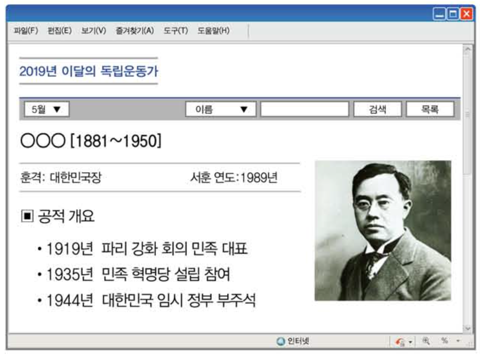 파일(F) 편집(E) 보기(V) 즐겨찾기(A) 도구(T) 도움말(H)
2019년 이달의 독립운동가
5월 ▼ 이름 ▼ 검색 목록
○○○ [1881～1950]
훈격: 대한민국장 서훈 연도:1989년
▣ 공적 개요
• 1919년 파리 강화 회의 민족 대표
• 1935년 민족 혁명당 설립 참여
• 1944년 대한민국 임시 정부 부주석
인터넷 %